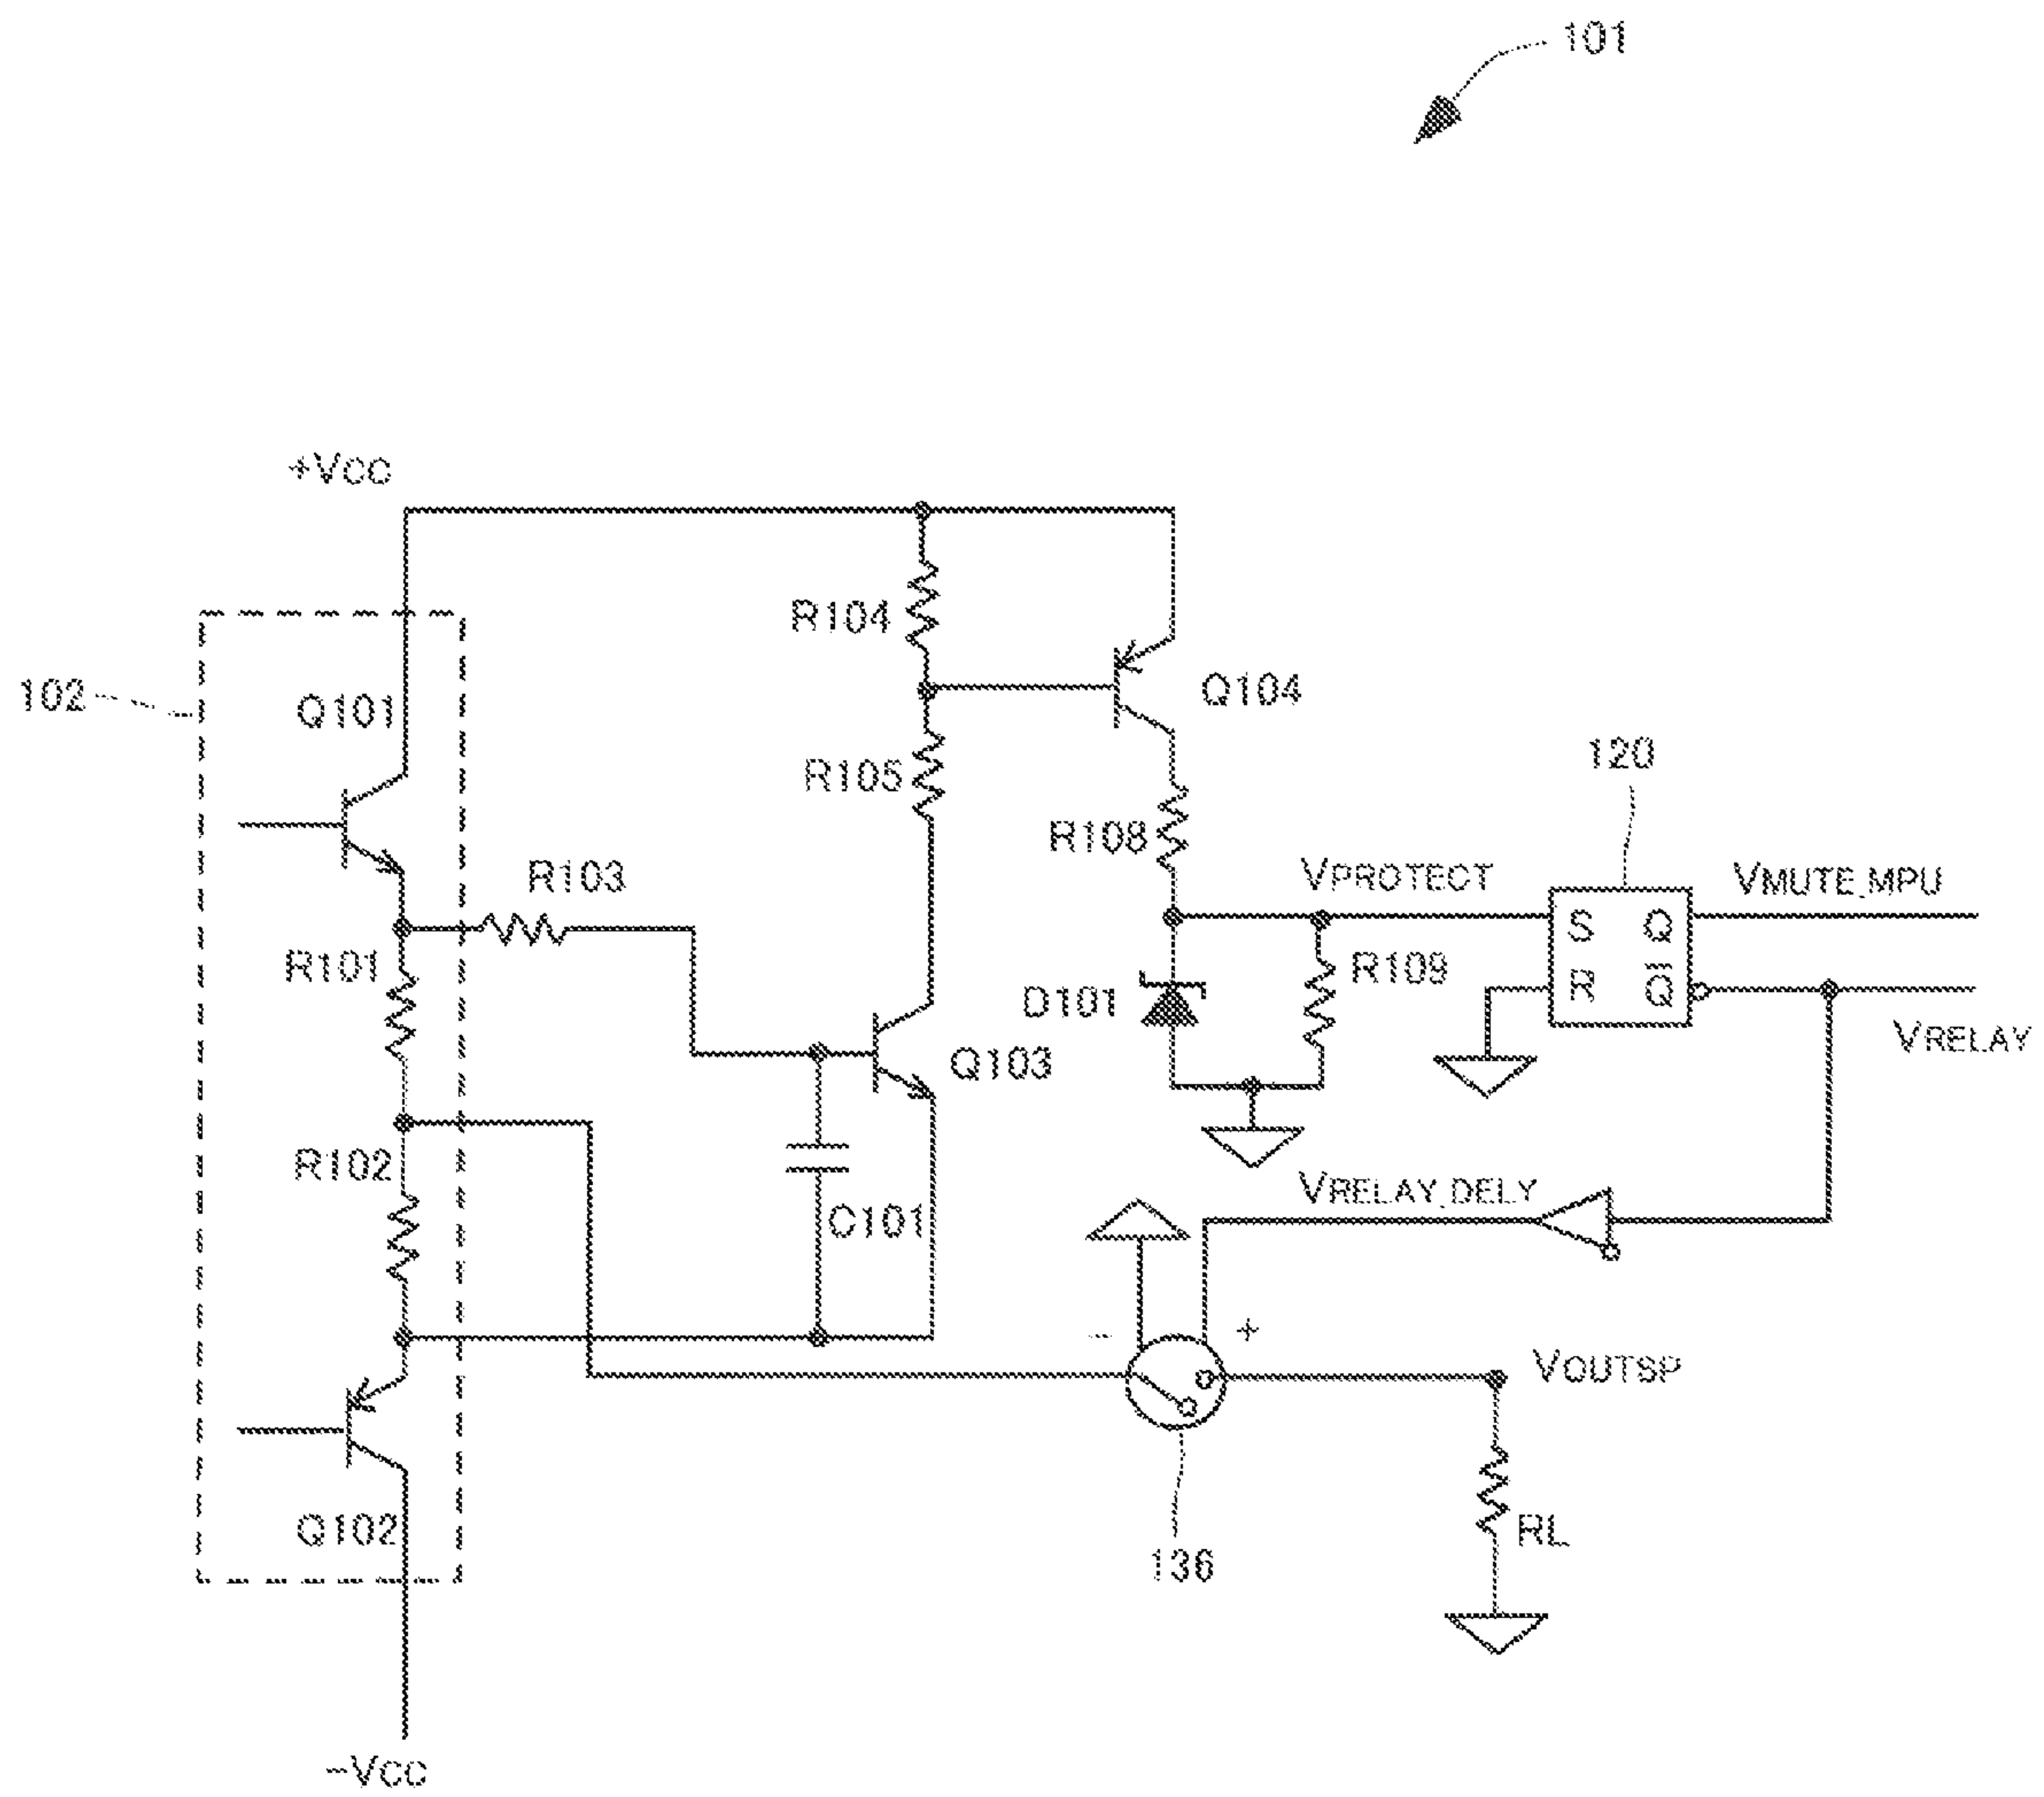 101
+VCC
R104
102
Q101
Q104
R105
120
R108
R103
VPROTECT
VMUTE_MPU
S Q
R101
R109
R Q̅
D101
VRELAY
Q103
R102
VRELAY_DELY
C101
− +
VOUTSP
Q102
RL
136
−VCC